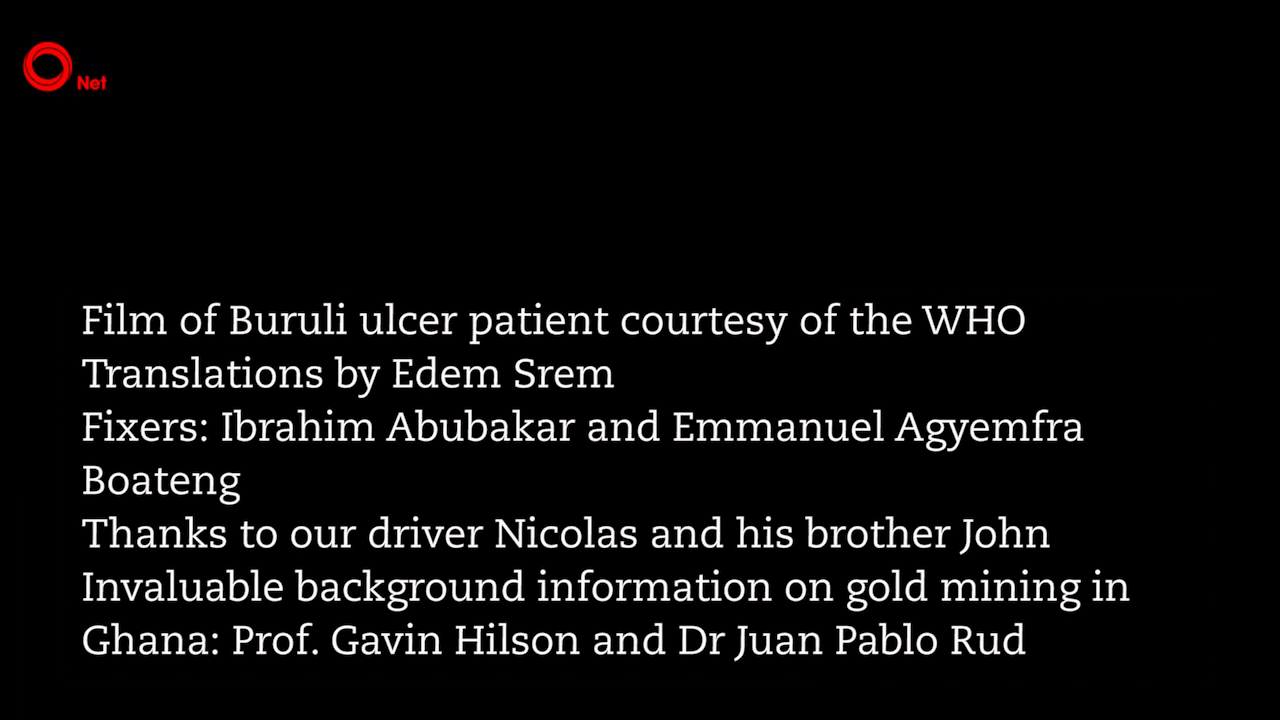 Net
Film of Buruli ulcer patient courtesy of the WHO
Translations by Edem Srem
Fixers: Ibrahim Abubakar and Emmanuel Agyemfra
Boateng
Thanks to our driver Nicolas and his brother John
Invaluable background information on gold mining in
Ghana: Prof. Gavin Hilson and Dr Juan Pablo Rud